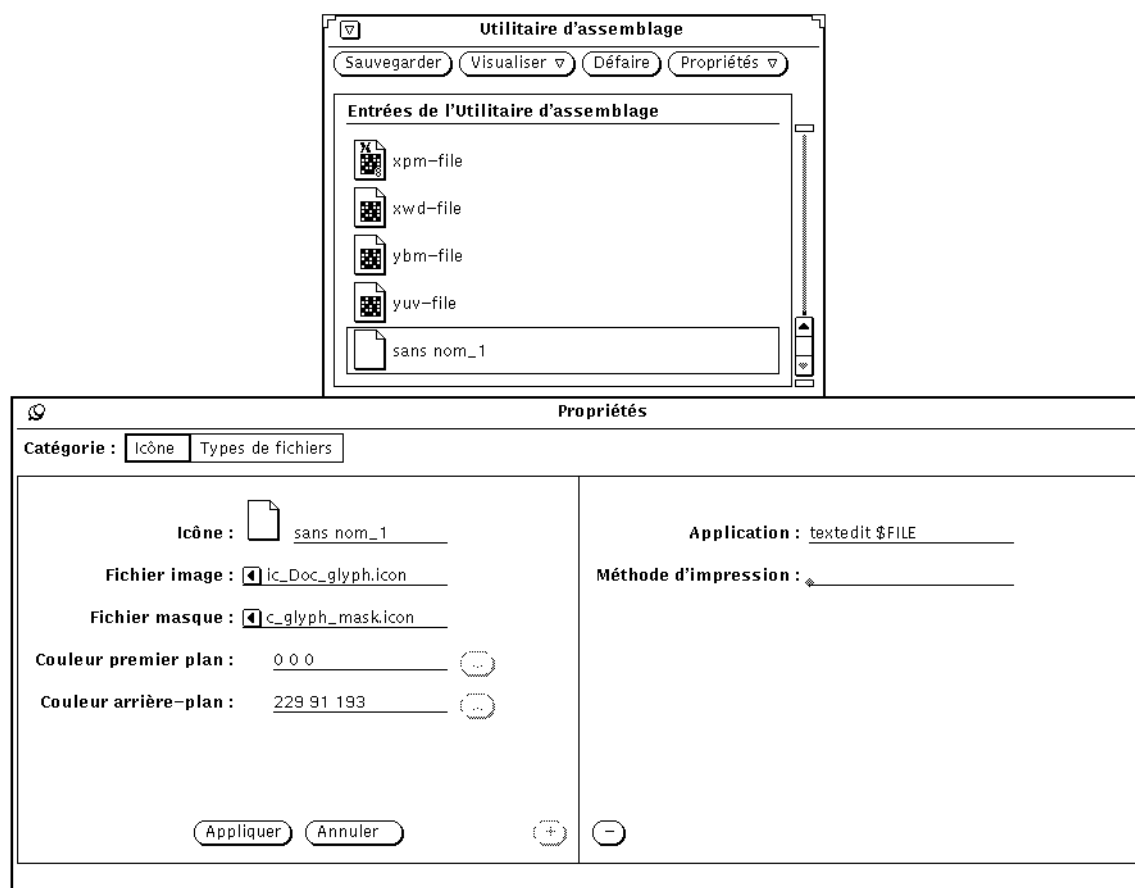 Utilitaire d'assemblage
Sauvegarder Visualiser Défaire Propriétés
Entrées de l'Utilitaire d'assemblage
xpm-file
xwd-file
ybm-file
yuv-file
sans nom_1
Propriétés
Catégorie : Icône Types de fichiers
Icône : sans nom_1
Application : textedit $FILE
Fichier image : ic_Doc_glyph.icon
Méthode d'impression :
Fichier masque : c_glyph_mask.icon
Couleur premier plan : 0 0 0 ...
Couleur arrière-plan : 229 91 193 ...
Appliquer Annuler + -